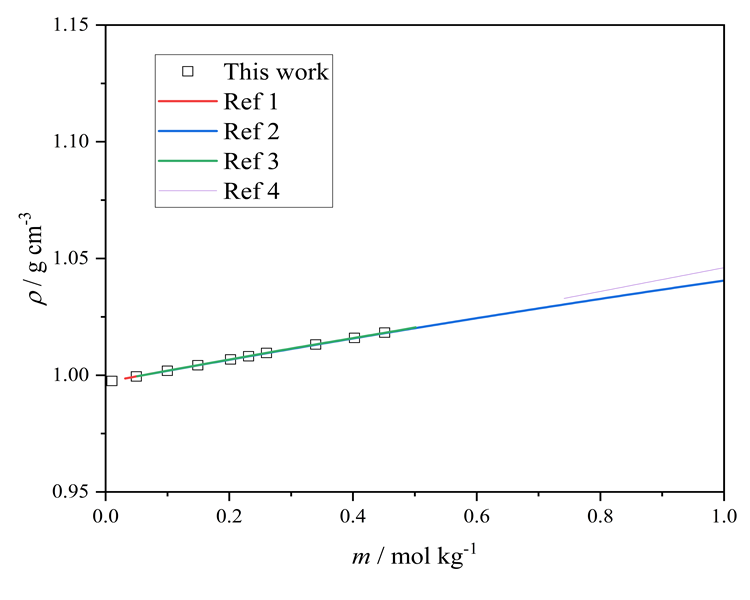 1.15
1.10
1.05
1.00
0.95
ρ / g cm⁻³
This work
Ref 1
Ref 2
Ref 3
Ref 4
0.0 0.2 0.4 0.6 0.8 1.0
m / mol kg⁻¹